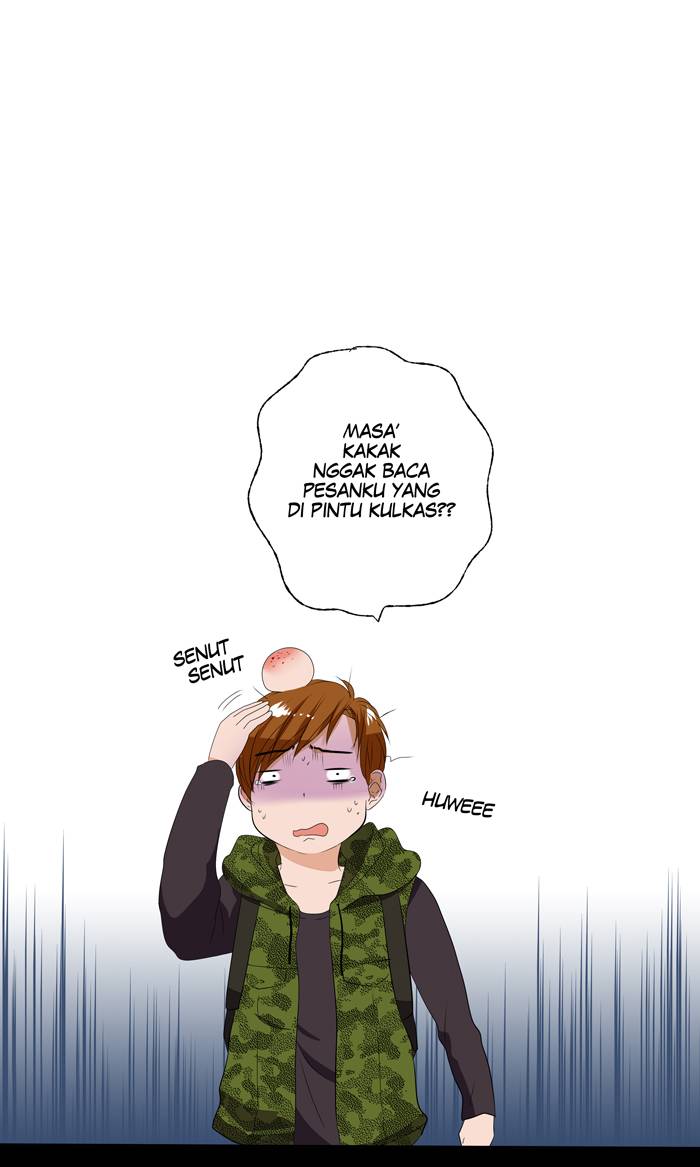 MASA'
KAKAK
NGGAK BACA
PESANKU YANG
DI PINTU KULKAS??
SENUT
SENUT
HUWEEE